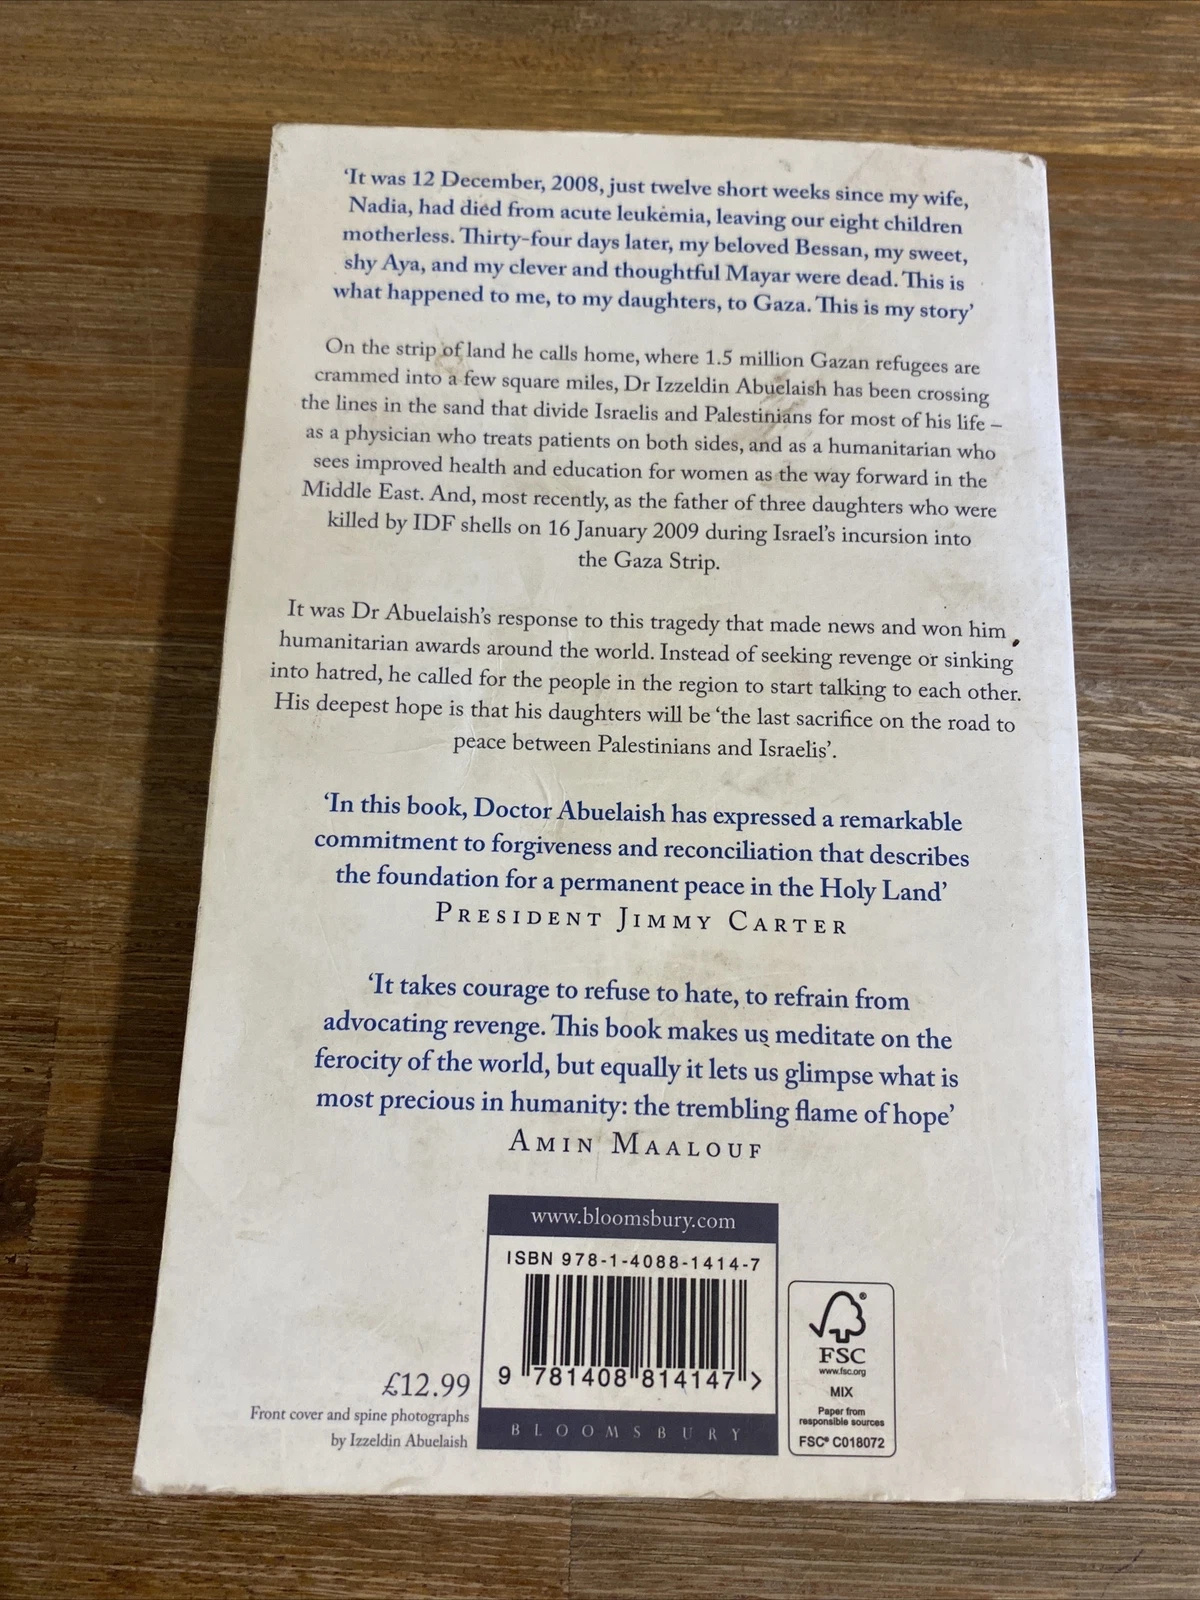 ‘It was 12 December, 2008, just twelve short weeks since my wife,
Nadia, had died from acute leukemia, leaving our eight children
motherless. Thirty-four days later, my beloved Bessan, my sweet,
shy Aya, and my clever and thoughtful Mayar were dead. This is
what happened to me, to my daughters, to Gaza. This is my story’
On the strip of land he calls home, where 1.5 million Gazan refugees are
crammed into a few square miles, Dr Izzeldin Abuelaish has been crossing
the lines in the sand that divide Israelis and Palestinians for most of his life –
as a physician who treats patients on both sides, and as a humanitarian who
sees improved health and education for women as the way forward in the
Middle East. And, most recently, as the father of three daughters who were
killed by IDF shells on 16 January 2009 during Israel’s incursion into
the Gaza Strip.
It was Dr Abuelaish’s response to this tragedy that made news and won him
humanitarian awards around the world. Instead of seeking revenge or sinking
into hatred, he called for the people in the region to start talking to each other.
His deepest hope is that his daughters will be ‘the last sacrifice on the road to
peace between Palestinians and Israelis’.
‘In this book, Doctor Abuelaish has expressed a remarkable
commitment to forgiveness and reconciliation that describes
the foundation for a permanent peace in the Holy Land’
PRESIDENT JIMMY CARTER
‘It takes courage to refuse to hate, to refrain from
advocating revenge. This book makes us meditate on the
ferocity of the world, but equally it lets us glimpse what is
most precious in humanity: the trembling flame of hope’
AMIN MAALOUF
www.bloomsbury.com
ISBN 978-1-4088-1414-7
9 781408 814147 >
BLOOMSBURY
£12.99
Front cover and spine photographs
by Izzeldin Abuelaish
®
FSC
www.fsc.org
MIX
Paper from
responsible sources
FSC® C018072